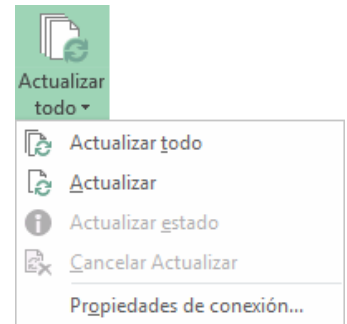 Actualizar
todo
Actualizar todo
Actualizar
Actualizar estado
Cancelar Actualizar
Propiedades de conexión...